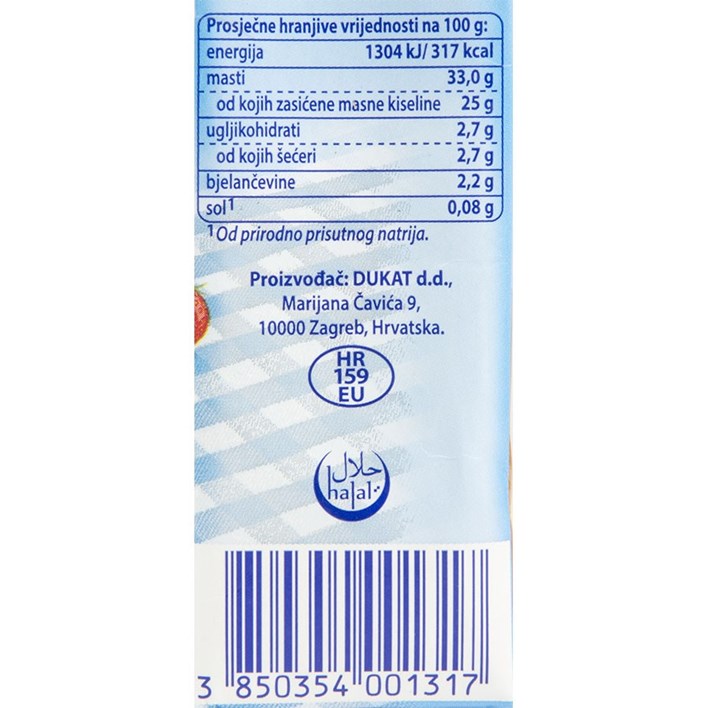 Prosječne hranjive vrijednosti na 100 g:
energija 1304 kJ/ 317 kcal
masti 33,0 g
od kojih zasićene masne kiseline 25 g
ugljikohidrati 2,7 g
od kojih šećeri 2,7 g
bjelančevine 2,2 g
sol¹ 0,08 g
¹Od prirodno prisutnog natrija.
Proizvođač: DUKAT d.d.,
Marijana Čavića 9,
10000 Zagreb, Hrvatska.
HR
159
EU
حلال
halal
3 850354 001317